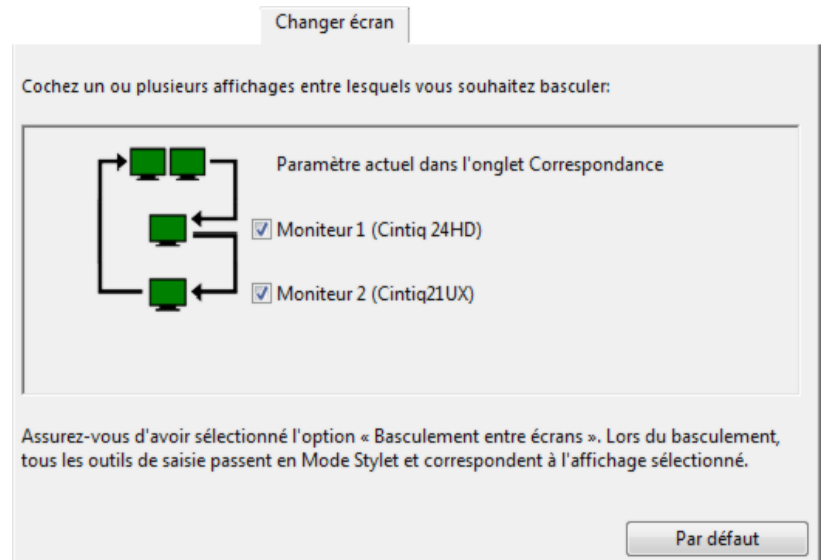 Changer écran
Cochez un ou plusieurs affichages entre lesquels vous souhaitez basculer:
Paramètre actuel dans l'onglet Correspondance
Moniteur 1 (Cintiq 24HD)
Moniteur 2 (Cintiq21UX)
Assurez-vous d'avoir sélectionné l'option « Basculement entre écrans ». Lors du basculement,
tous les outils de saisie passent en Mode Stylet et correspondent à l'affichage sélectionné.
Par défaut